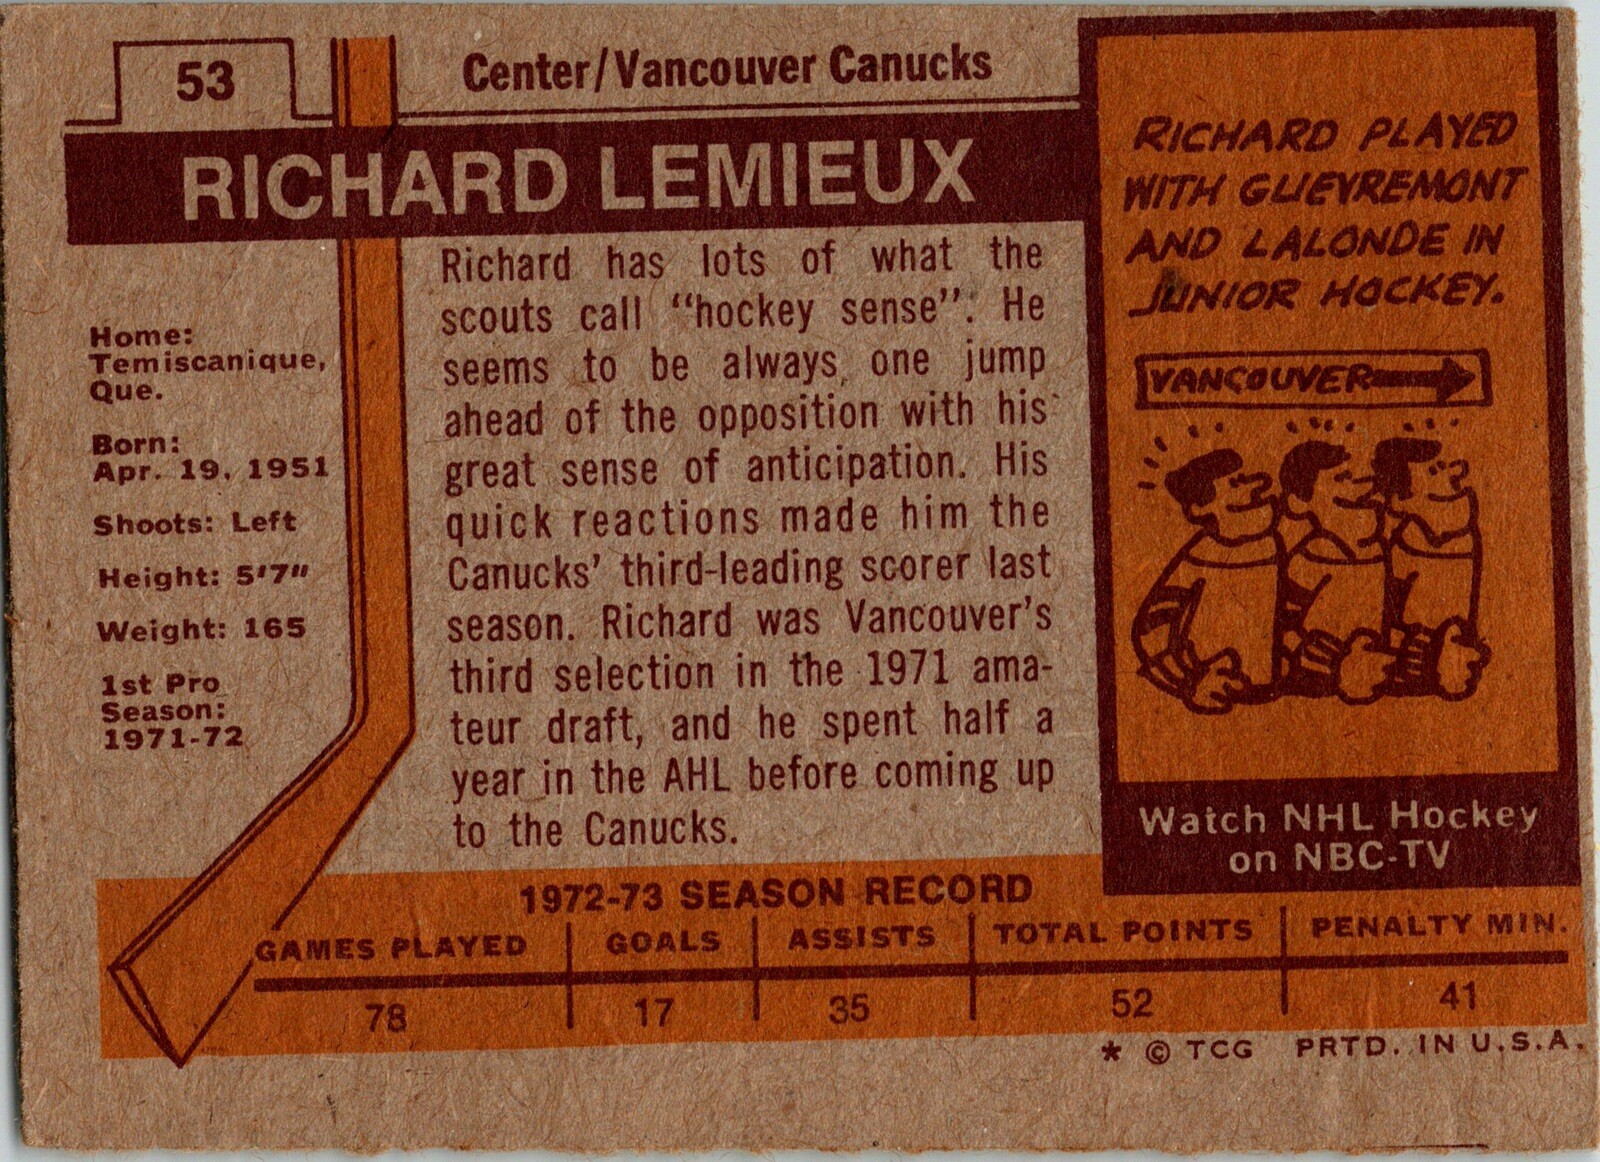 53
Center/Vancouver Canucks
RICHARD LEMIEUX
Home:
Temiscanique,
Que.
Born:
Apr. 19, 1951
Shoots: Left
Height: 5'7"
Weight: 165
1st Pro
Season:
1971-72
Richard has lots of what the
scouts call "hockey sense". He
seems to be always one jump
ahead of the opposition with his
great sense of anticipation. His
quick reactions made him the
Canucks' third-leading scorer last
season. Richard was Vancouver's
third selection in the 1971 ama-
teur draft, and he spent half a
year in the AHL before coming up
to the Canucks.
RICHARD PLAYED
WITH GUEVREMONT
AND LALONDE IN
JUNIOR HOCKEY.
VANCOUVER
Watch NHL Hockey
on NBC-TV
1972-73 SEASON RECORD
GAMES PLAYED GOALS ASSISTS TOTAL POINTS PENALTY MIN.
78 17 35 52 41
* © TCG PRTD. IN U.S.A.